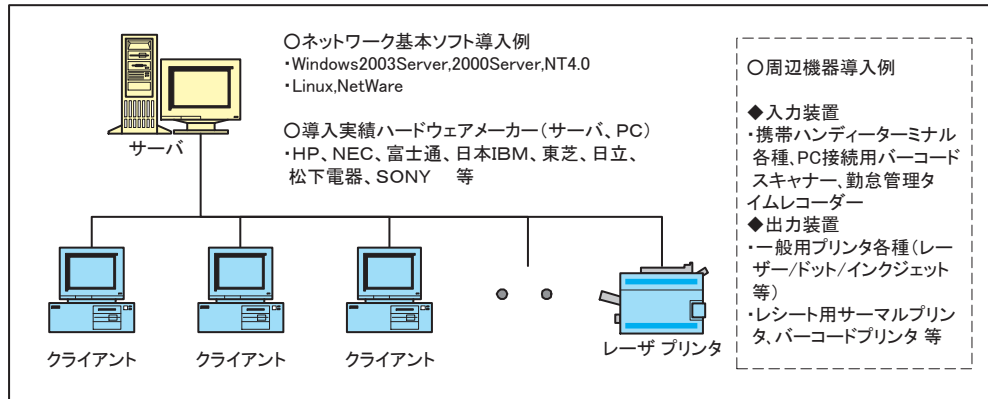 〇ネットワーク基本ソフト導入例
・Windows2003Server,2000Server,NT4.0
・Linux,NetWare
〇導入実績ハードウェアメーカー(サーバ、PC)
・HP、NEC、富士通、日本IBM、東芝、日立、
松下電器、SONY 等
サーバ
クライアント
クライアント
クライアント
レーザ プリンタ
〇周辺機器導入例
◆入力装置
・携帯ハンディーターミナル
各種、PC接続用バーコード
スキャナー、勤怠管理タ
イムレコーダー
◆出力装置
・一般用プリンタ各種(レー
ザー/ドット/インクジェット
等)
・レシート用サーマルプリン
タ、バーコードプリンタ 等